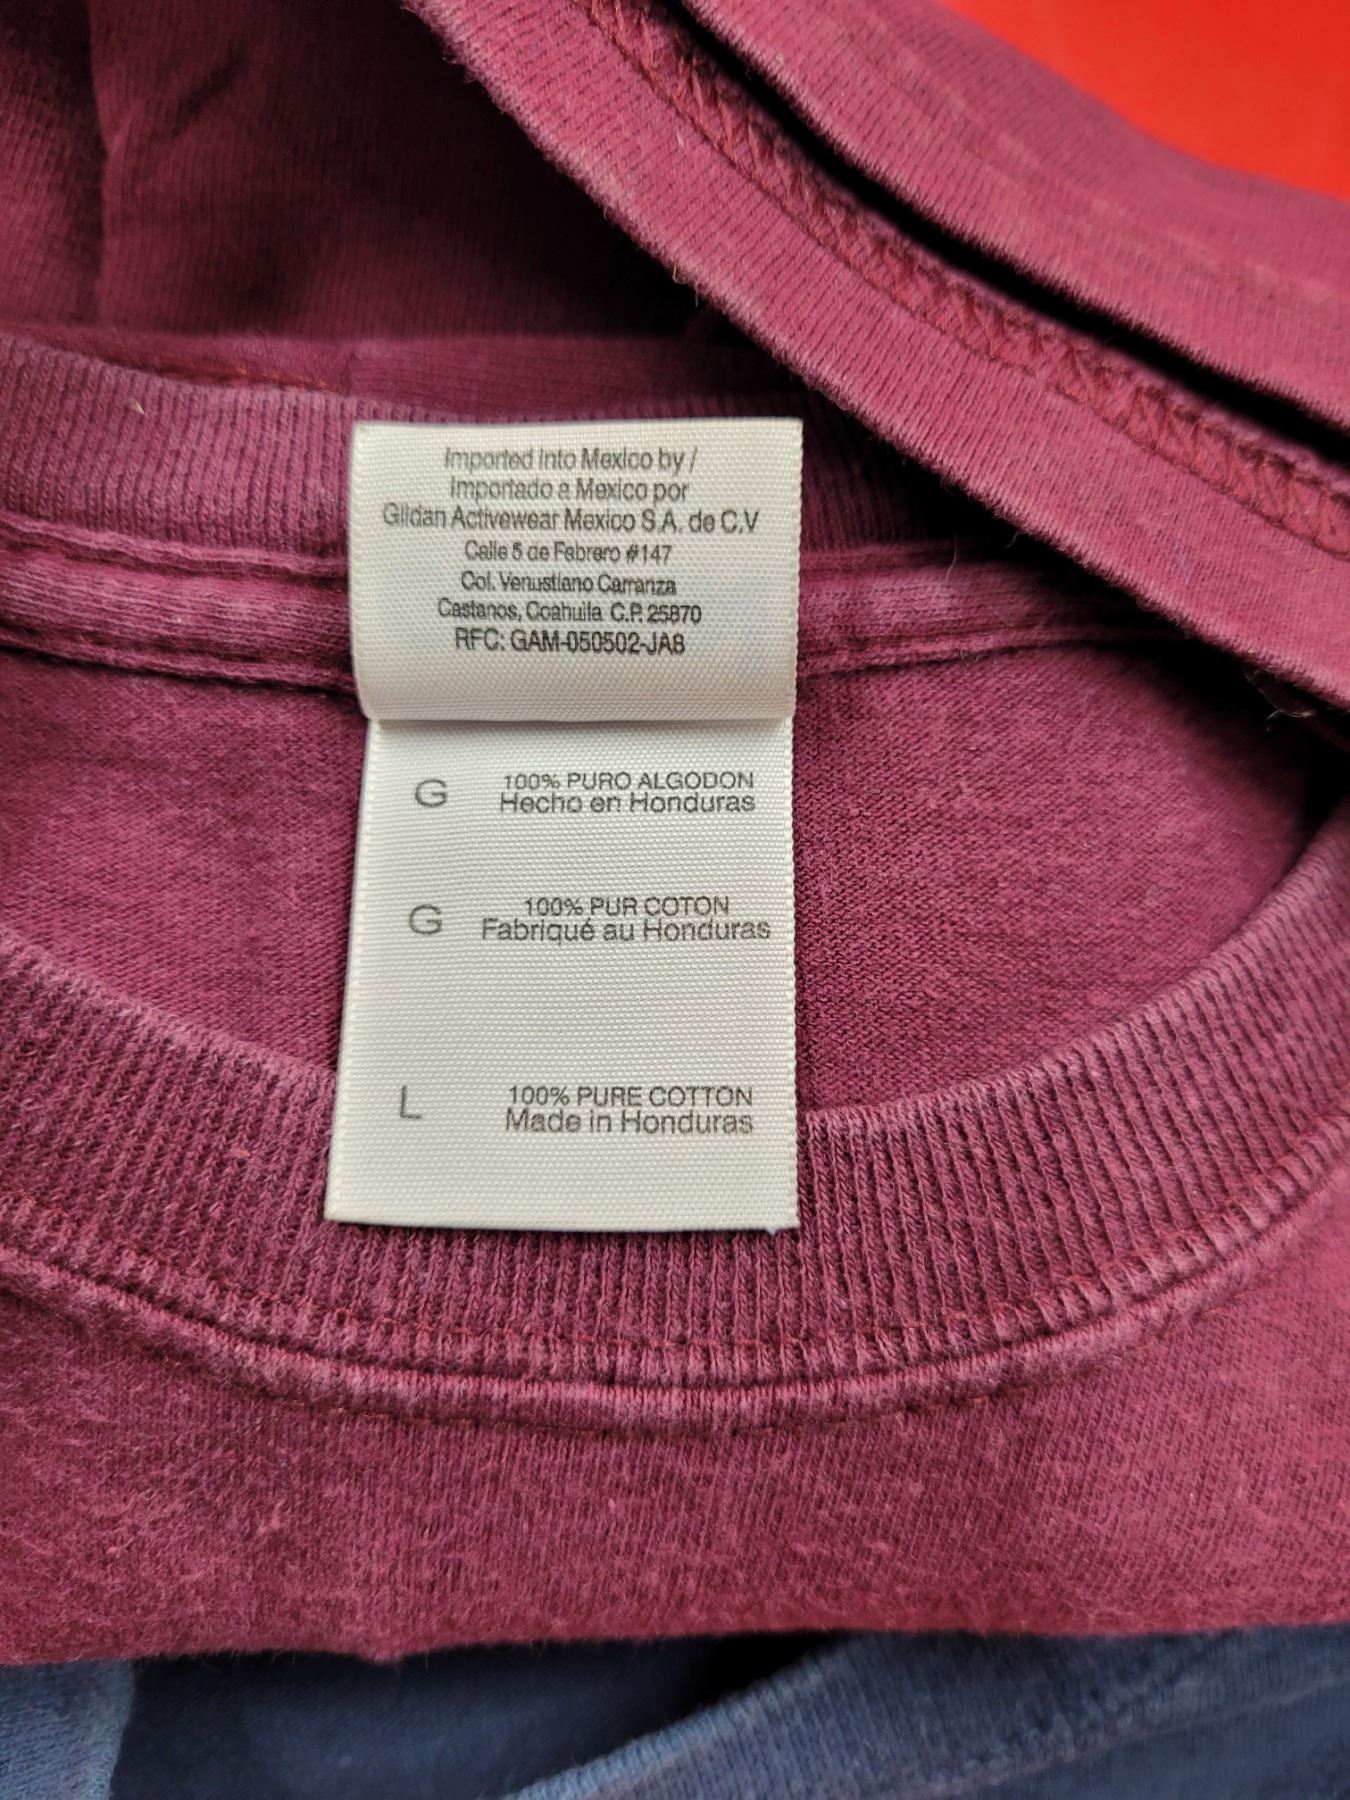 Imported into Mexico by /
Importado a Mexico por
Gildan Activewear Mexico S.A. de C.V
Calle 5 de Febrero #147
Col. Venustiano Carranza
Castanos, Coahuila C.P. 25870
RFC: GAM-050502-JA8
G 100% PURO ALGODON
Hecho en Honduras
G 100% PUR COTON
Fabriqué au Honduras
L 100% PURE COTTON
Made in Honduras